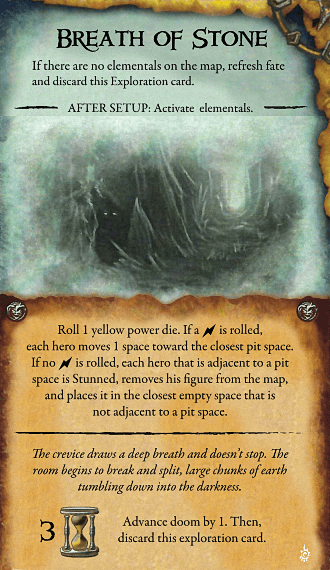 Breath of Stone
If there are no elementals on the map, refresh fate
and discard this Exploration card.
AFTER SETUP: Activate elementals.
Roll 1 yellow power die. If a is rolled,
each hero moves 1 space toward the closest pit space.
If no is rolled, each hero that is adjacent to a pit
space is Stunned, removes his figure from the map,
and places it in the closest empty space that is
not adjacent to a pit space.
The crevice draws a deep breath and doesn't stop. The
room begins to break and split, large chunks of earth
tumbling down into the darkness.
3
Advance doom by 1. Then,
discard this exploration card.